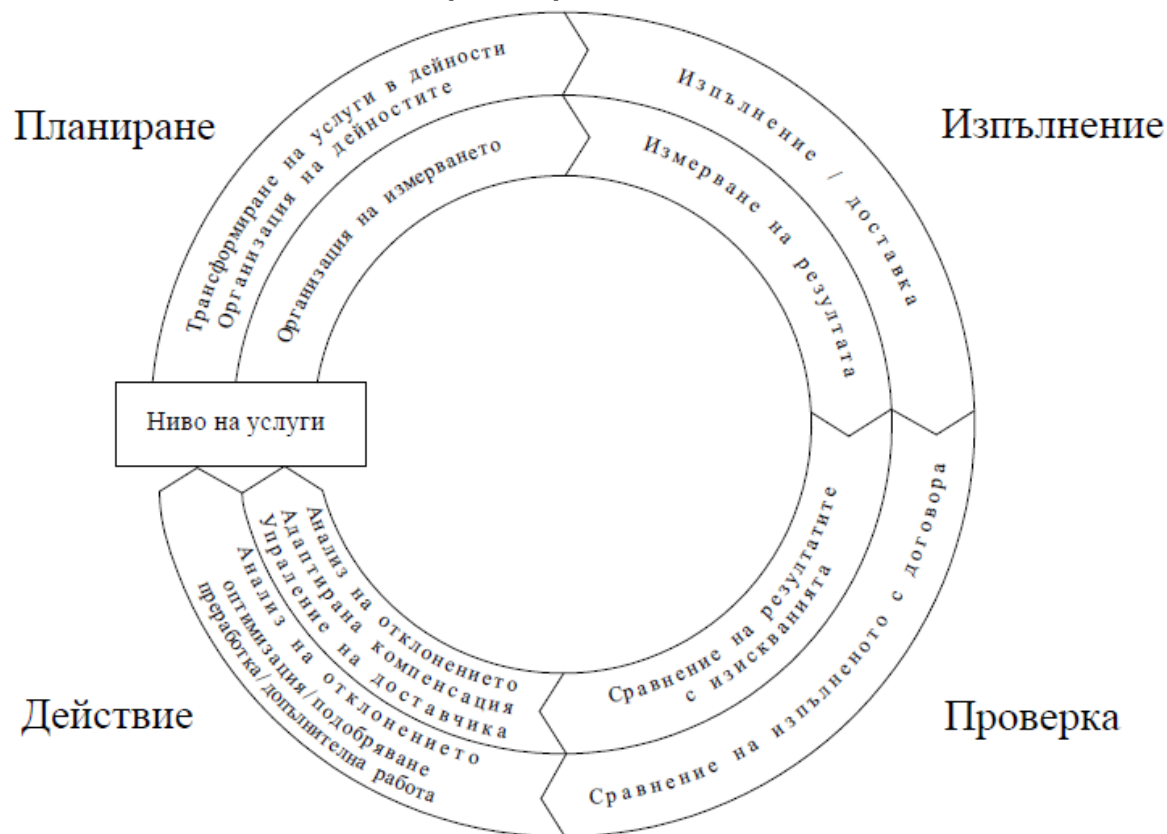 Планиране
Изпълнение
Трансформиране на услуги в дейности
Организация на дейностите
Организация на измерването
Изпълнение / доставка
Измерване на резултата
Ниво на услуги
Сравнение на резултатите
с изискванията
Сравнение на изпълненото с договора
Анализ на отклонението
Адаптирана компенсация
Упраление на доставчика
Анализ на отклонението
оптимизация/подобряване
преработка/допълнителна работа
Действие
Проверка